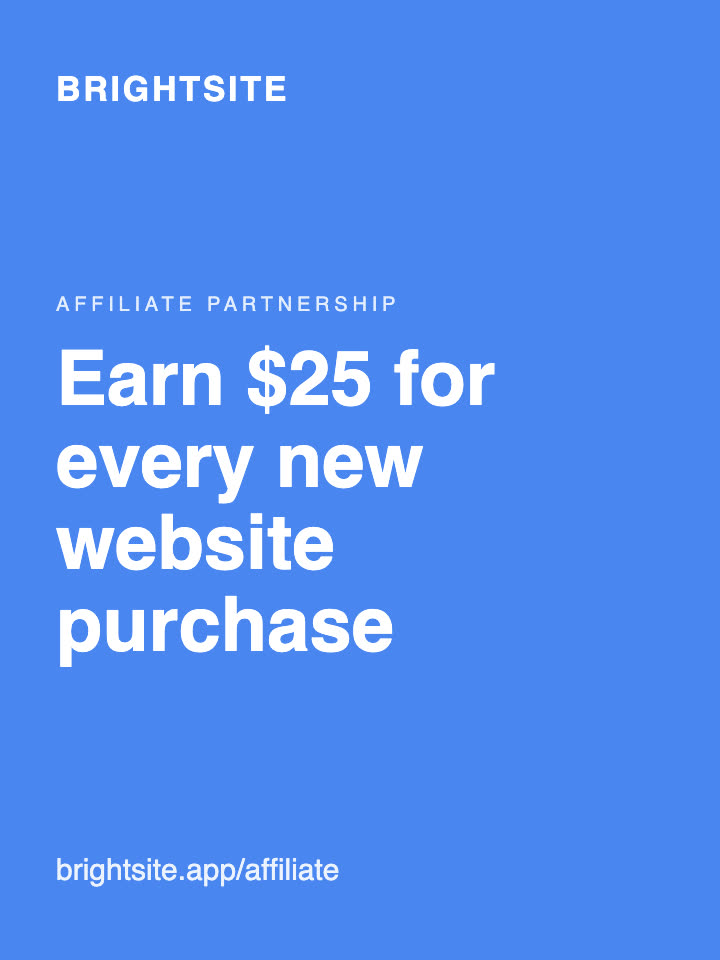 BRIGHTSITE
AFFILIATE PARTNERSHIP
Earn $25 for
every new
website
purchase
brightsite.app/affiliate